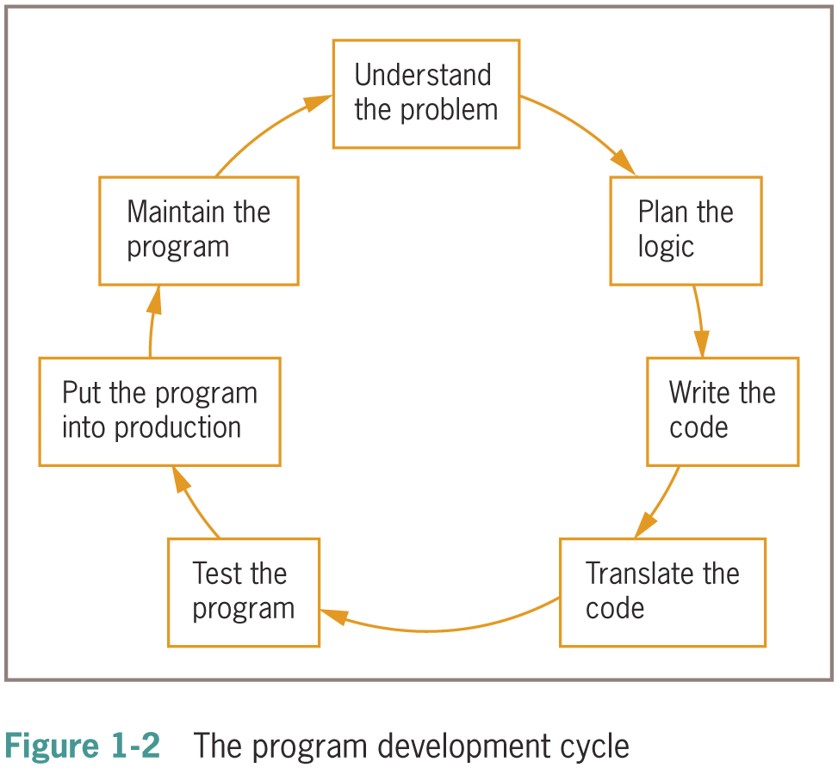 Understand
the problem
Plan the
logic
Write the
code
Translate the
code
Test the
program
Put the program
into production
Maintain the
program
Figure 1-2 The program development cycle